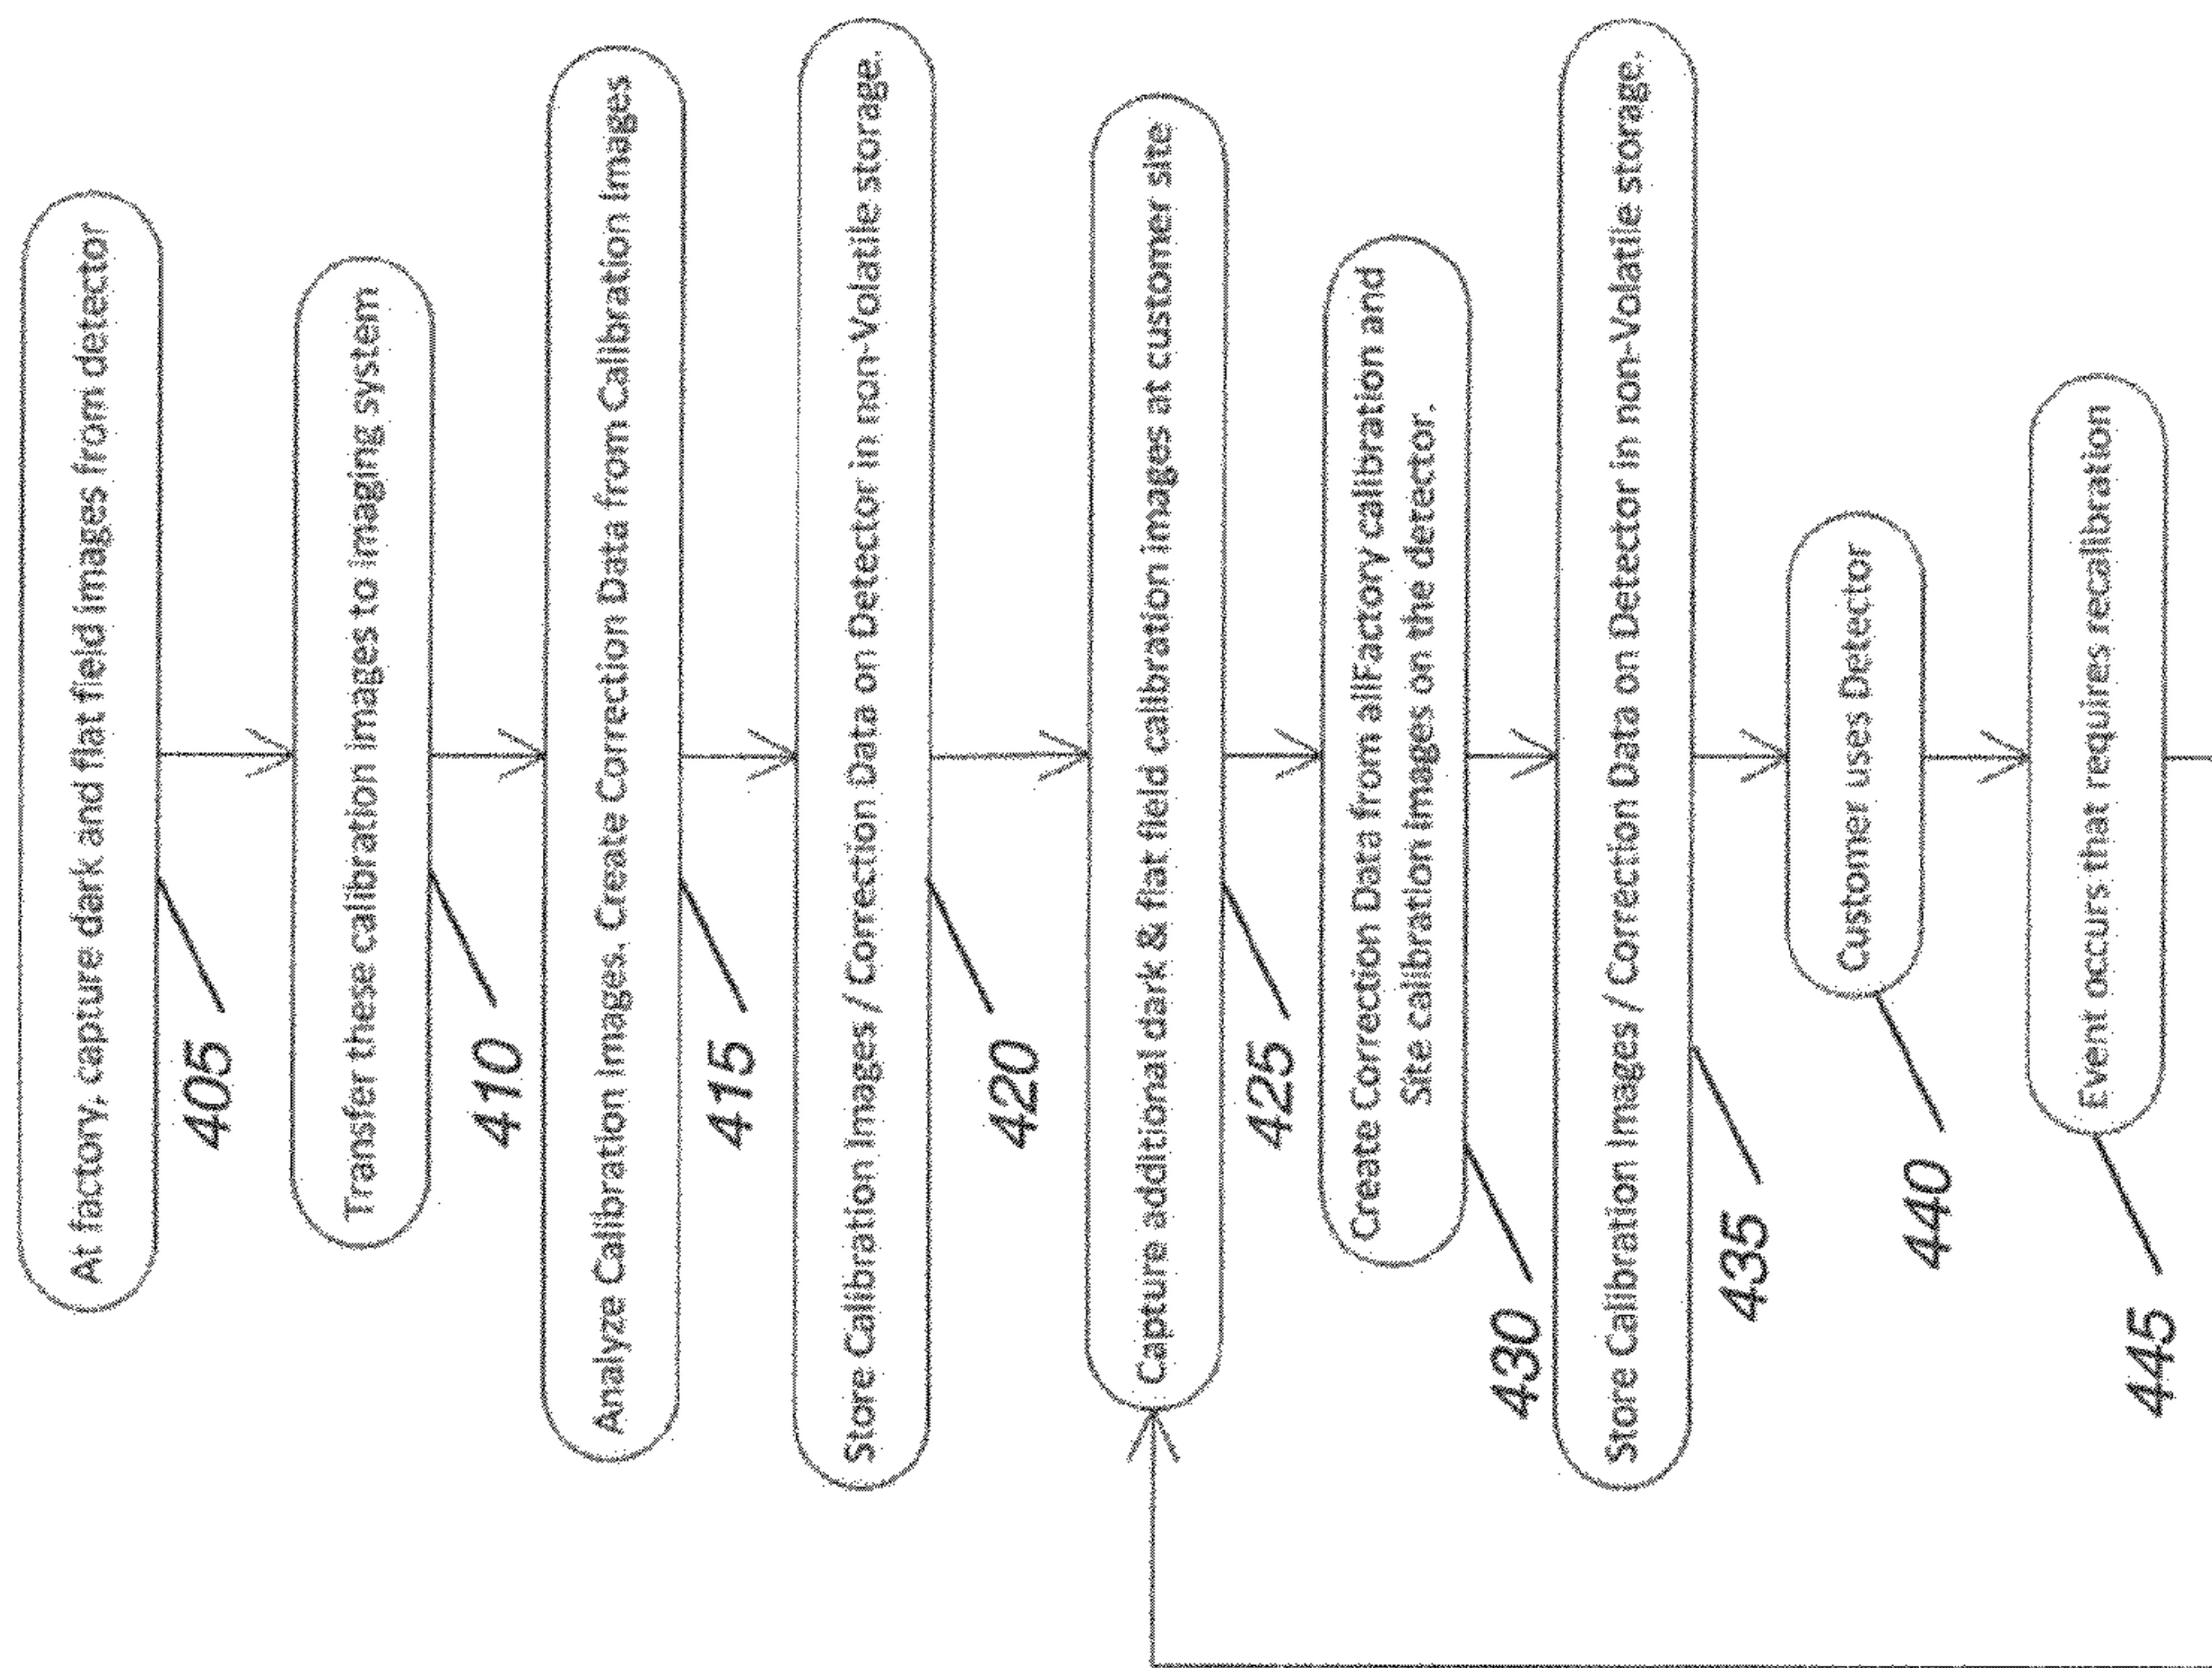 At factory, capture dark and flat field images from detector
405
Transfer these calibration images to imaging system
410
Analyze Calibration Images. Create Correction Data from Calibration Images
415
Store Calibration Images / Correction Data on Detector in non-Volatile storage.
420
Capture additional dark & flat field calibration images at customer site
425
Create Correction Data from allFactory calibration and
Site calibration images on the detector.
430
Store Calibration Images / Correction Data on Detector in non-Volatile storage.
435
Customer uses Detector
440
Event occurs that requires recalibration
445